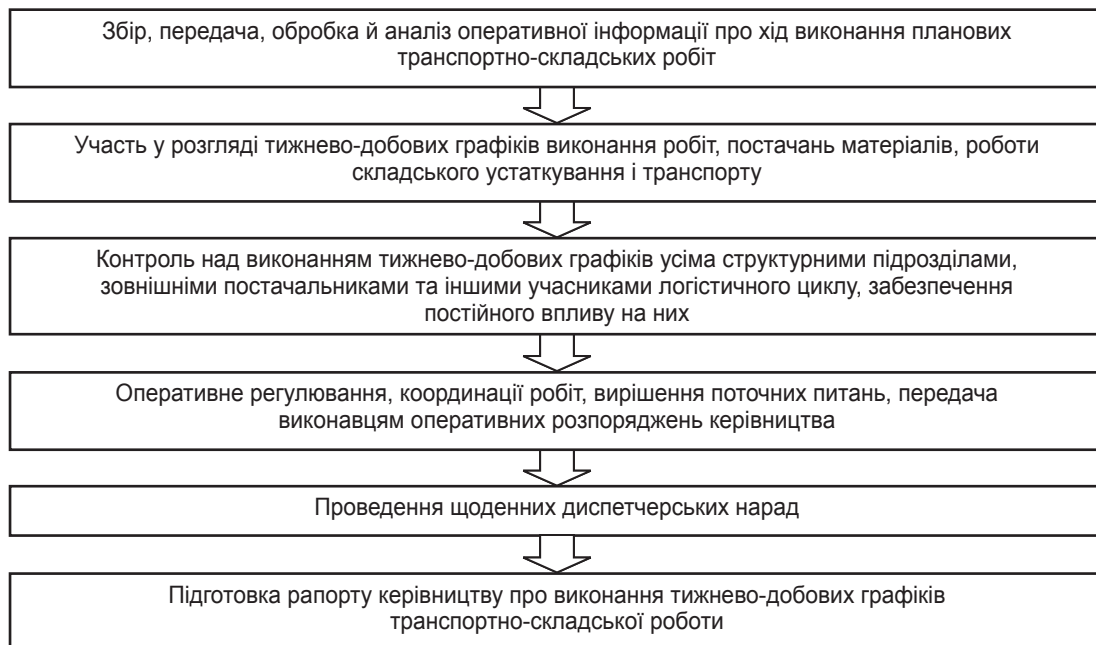 Збір, передача, обробка й аналіз оперативної інформації про хід виконання планових
транспортно-складських робіт
Участь у розгляді тижнево-добових графіків виконання робіт, постачань матеріалів, роботи
складського устаткування і транспорту
Контроль над виконанням тижнево-добових графіків усіма структурними підрозділами,
зовнішніми постачальниками та іншими учасниками логістичного циклу, забезпечення
постійного впливу на них
Оперативне регулювання, координації робіт, вирішення поточних питань, передача
виконавцям оперативних розпоряджень керівництва
Проведення щоденних диспетчерських нарад
Підготовка рапорту керівництву про виконання тижнево-добових графіків
транспортно-складської роботи